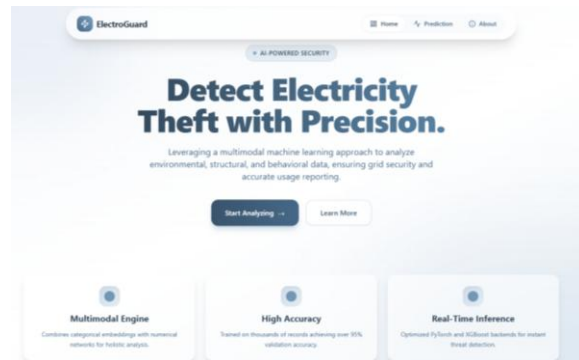 ElectroGuard
Home
Prediction
About
AI-POWERED SECURITY
Detect Electricity
Theft with Precision.
Leveraging a multimodal machine learning approach to analyze
environmental, structural, and behavioral data, ensuring grid security and
accurate usage reporting.
Start Analyzing →
Learn More
Multimodal Engine
Combines categorical embeddings with numerical
networks for holistic analysis.
High Accuracy
Trained on thousands of records achieving over 95%
validation accuracy.
Real-Time Inference
Optimized PyTorch and XGBoost backends for instant
threat detection.